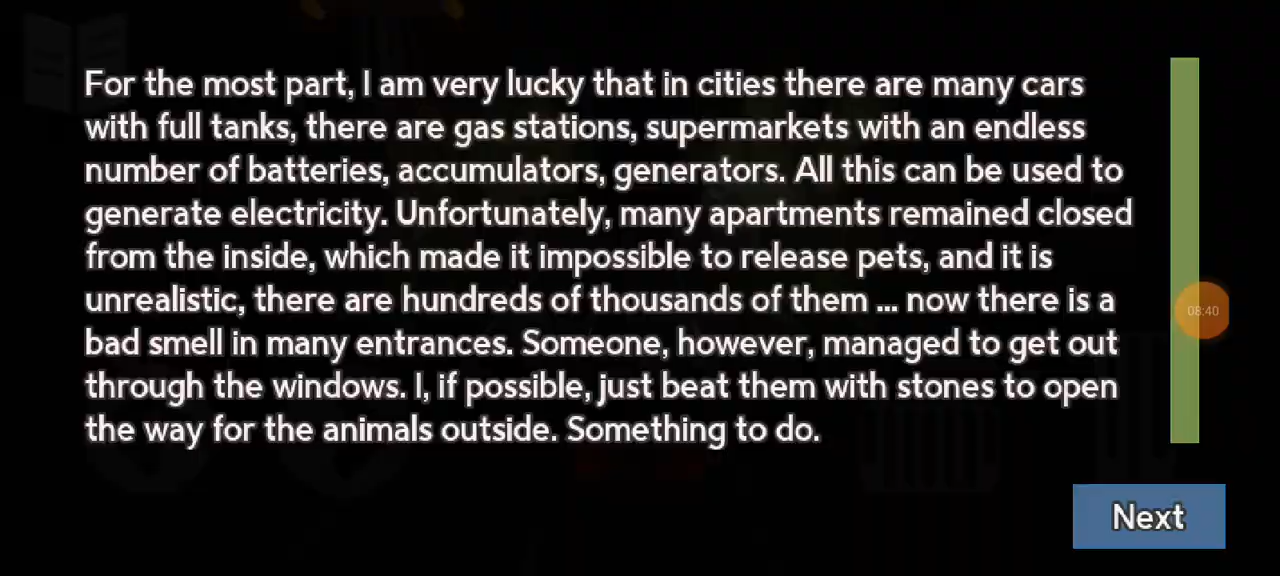 For the most part, I am very lucky that in cities there are many cars
with full tanks, there are gas stations, supermarkets with an endless
number of batteries, accumulators, generators. All this can be used to
generate electricity. Unfortunately, many apartments remained closed
from the inside, which made it impossible to release pets, and it is
unrealistic, there are hundreds of thousands of them ... now there is a
bad smell in many entrances. Someone, however, managed to get out
through the windows. I, if possible, just beat them with stones to open
the way for the animals outside. Something to do.
08:40
Next